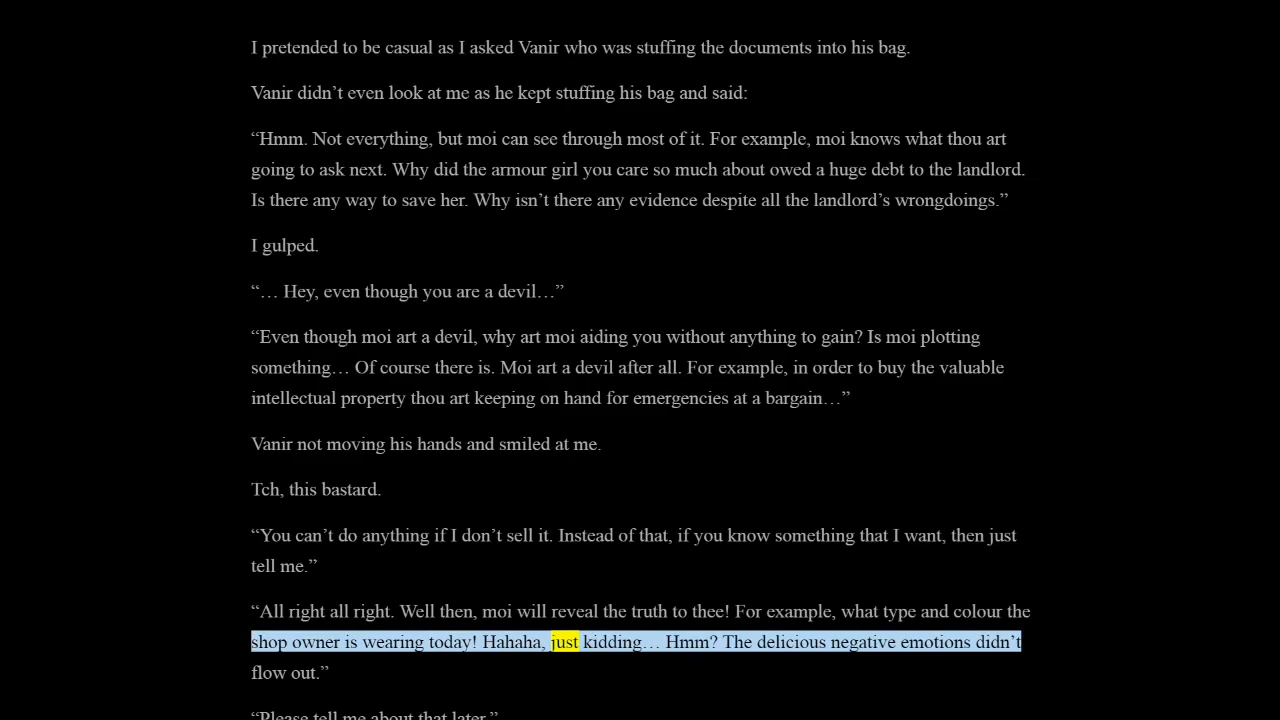 I pretended to be casual as I asked Vanir who was stuffing the documents into his bag.
Vanir didn’t even look at me as he kept stuffing his bag and said:
“Hmm. Not everything, but moi can see through most of it. For example, moi knows what thou art
going to ask next. Why did the armour girl you care so much about owed a huge debt to the landlord.
Is there any way to save her. Why isn’t there any evidence despite all the landlord’s wrongdoings.”
I gulped.
“… Hey, even though you are a devil…”
“Even though moi art a devil, why art moi aiding you without anything to gain? Is moi plotting
something… Of course there is. Moi art a devil after all. For example, in order to buy the valuable
intellectual property thou art keeping on hand for emergencies at a bargain…”
Vanir not moving his hands and smiled at me.
Tch, this bastard.
“You can’t do anything if I don’t sell it. Instead of that, if you know something that I want, then just
tell me.”
“All right all right. Well then, moi will reveal the truth to thee! For example, what type and colour the
shop owner is wearing today! Hahaha, just kidding… Hmm? The delicious negative emotions didn’t
flow out.”
“Please tell me about that later.”